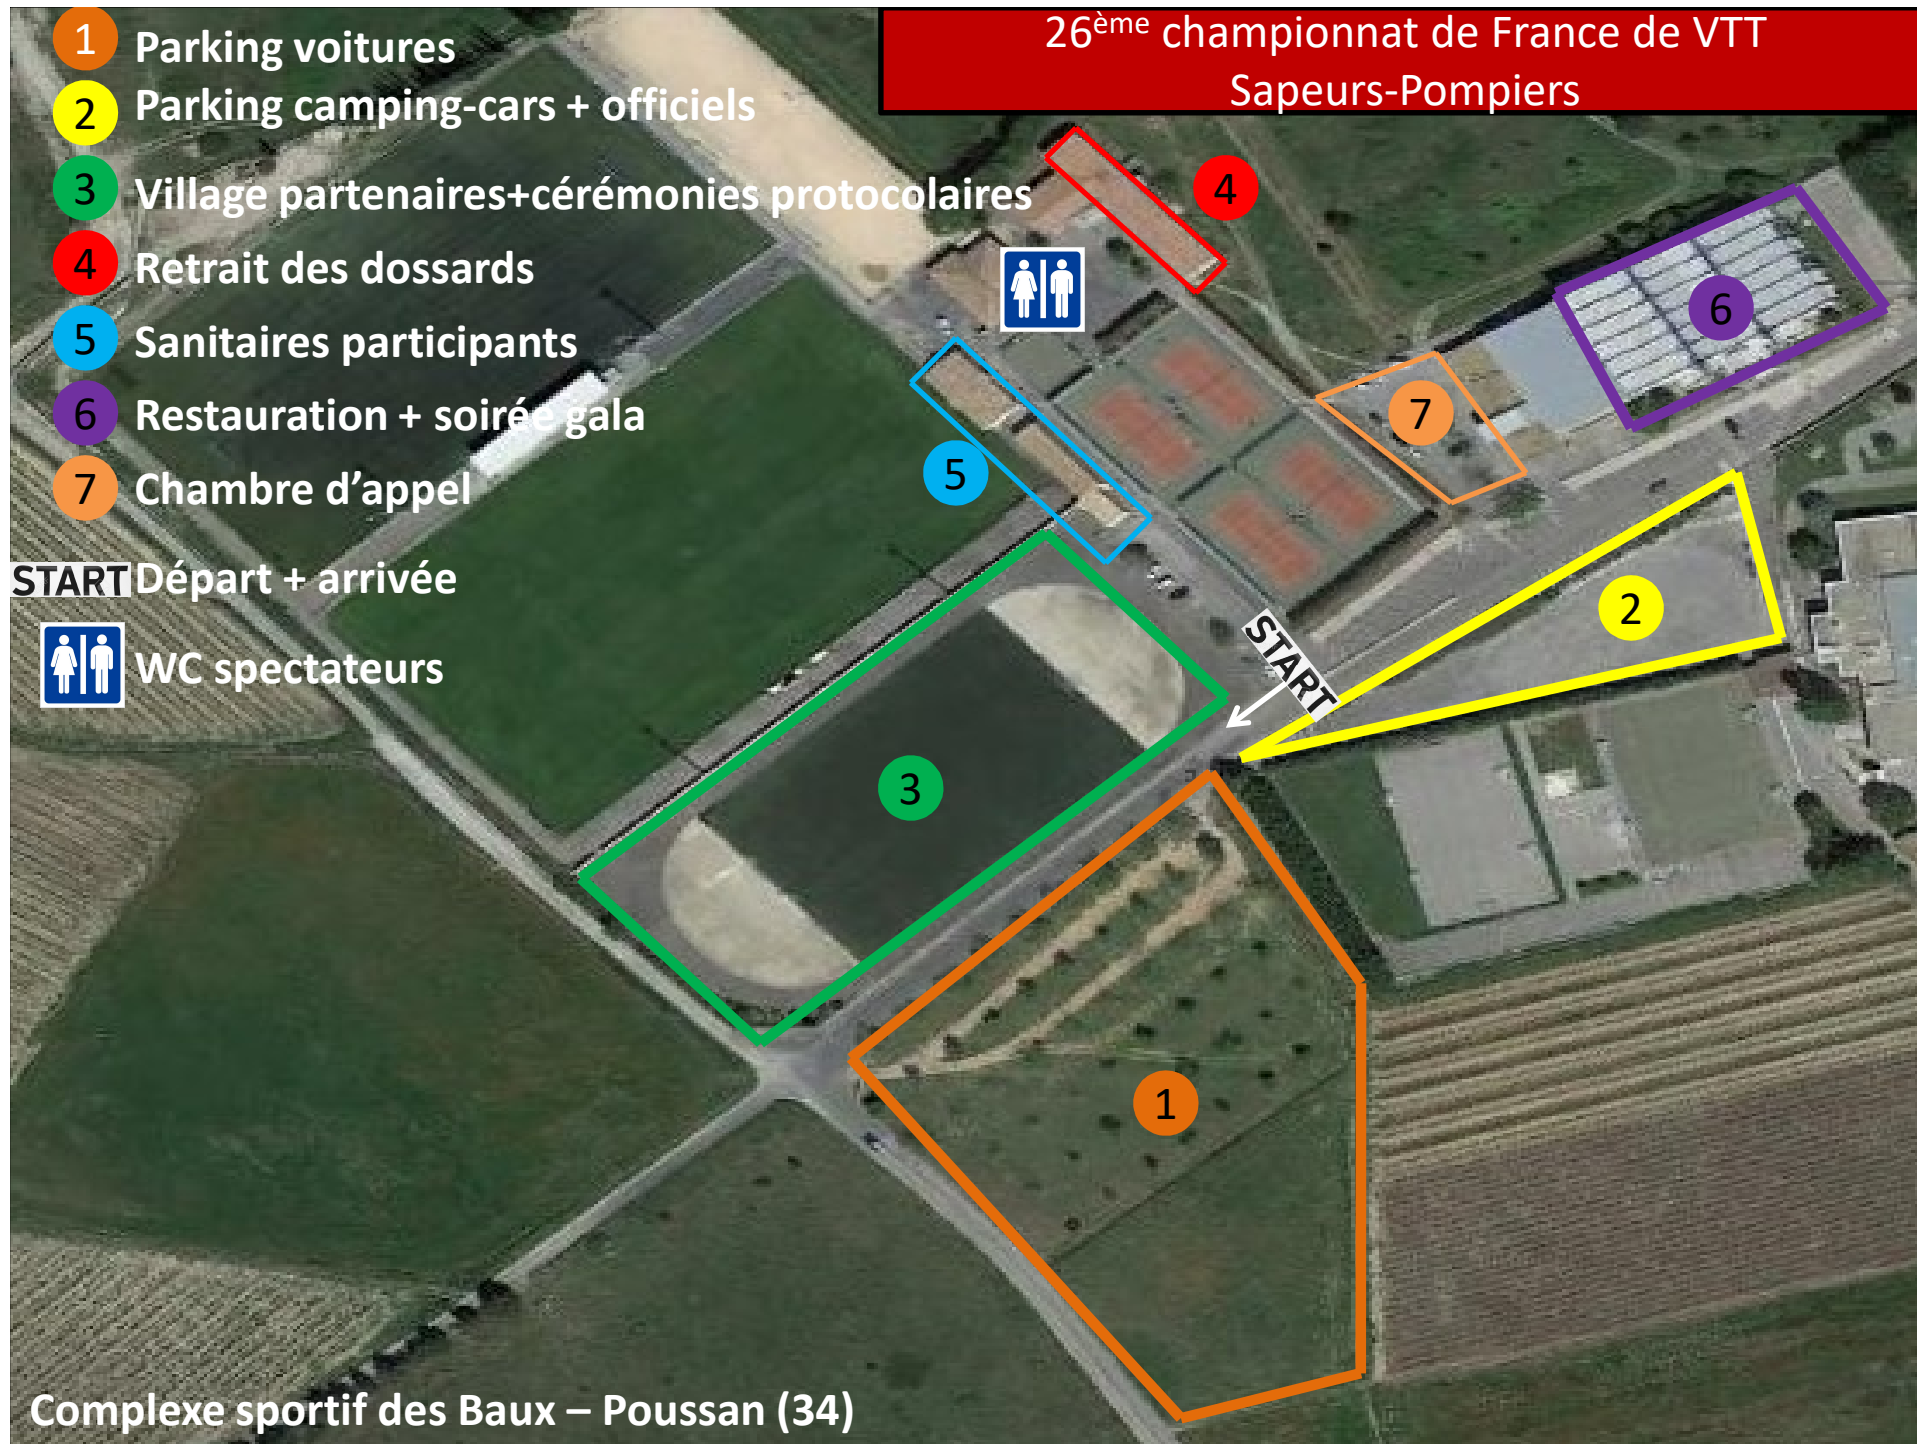 26ème championnat de France de VTT
Sapeurs-Pompiers
1 Parking voitures
2 Parking camping-cars + officiels
3 Village partenaires+cérémonies protocolaires
4 Retrait des dossards
5 Sanitaires participants
6 Restauration + soirée gala
7 Chambre d'appel
START Départ + arrivée
WC spectateurs
4
6
7
5
2
START
3
1
Complexe sportif des Baux – Poussan (34)